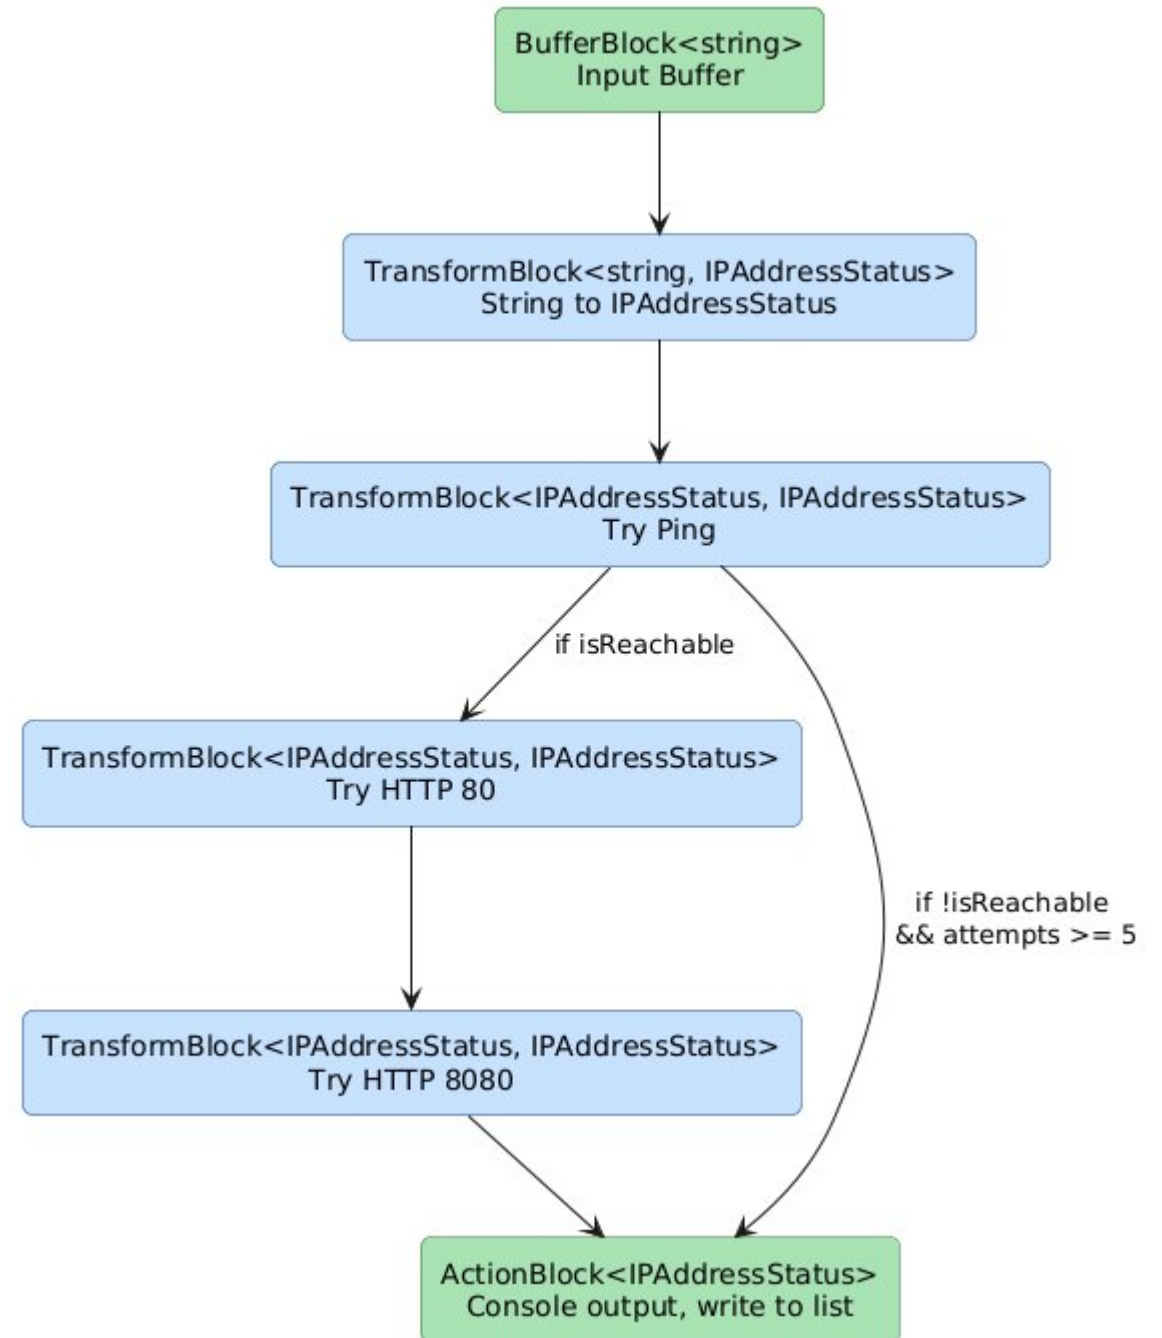 BufferBlock<string>
Input Buffer
TransformBlock<string, IPAddressStatus>
String to IPAddressStatus
TransformBlock<IPAddressStatus, IPAddressStatus>
Try Ping
if isReachable
TransformBlock<IPAddressStatus, IPAddressStatus>
Try HTTP 80
if !isReachable
&& attempts >= 5
TransformBlock<IPAddressStatus, IPAddressStatus>
Try HTTP 8080
ActionBlock<IPAddressStatus>
Console output, write to list